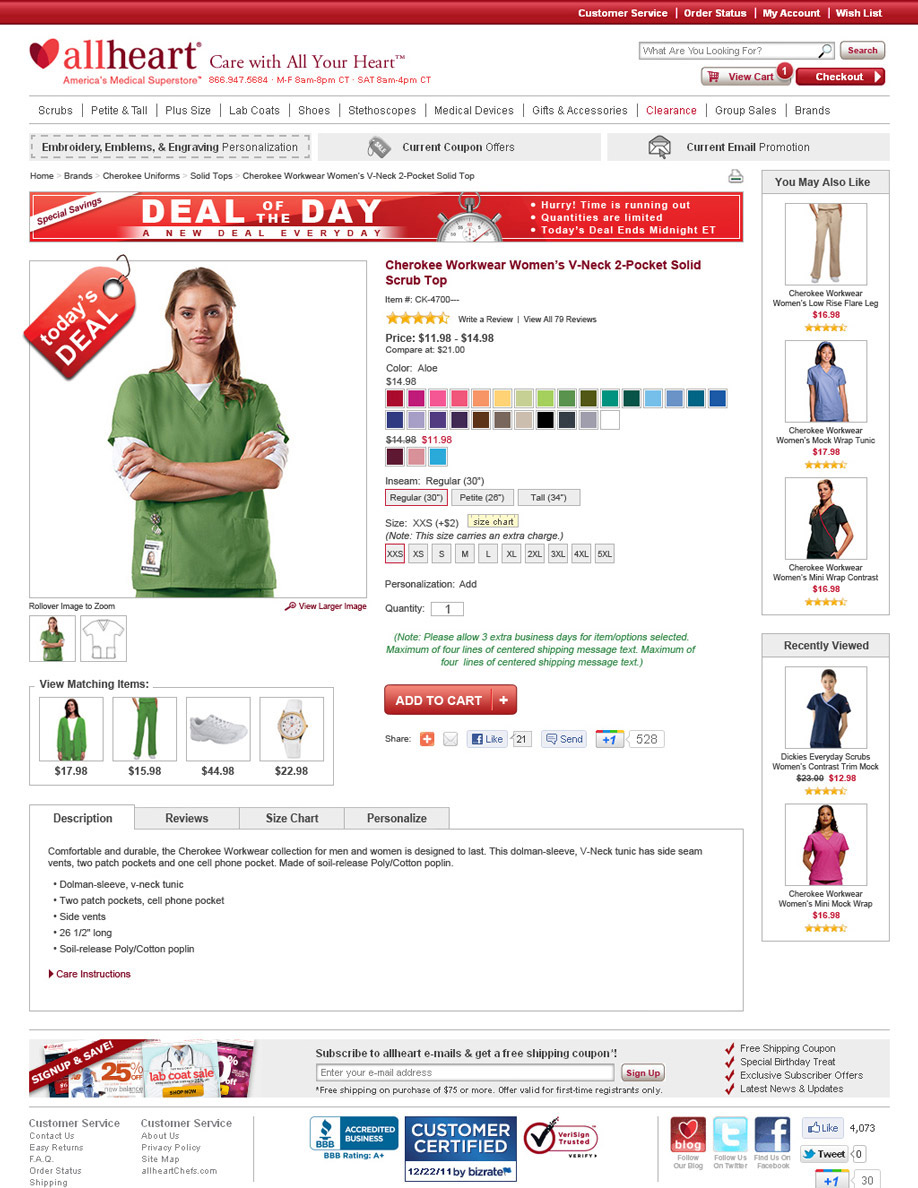 Customer Service | Order Status | My Account | Wish List
allheart® Care with All Your Heart™
America's Medical Superstore™ 866.947.5684 · M-F 8am-8pm CT · SAT 8am-4pm CT
What Are You Looking For? Search
View Cart 1 Checkout
Scrubs | Petite & Tall | Plus Size | Lab Coats | Shoes | Stethoscopes | Medical Devices | Gifts & Accessories | Clearance | Group Sales | Brands
Embroidery, Emblems, & Engraving Personalization
SALE Current Coupon Offers
Current Email Promotion
Home > Brands > Cherokee Uniforms > Solid Tops > Cherokee Workwear Women's V-Neck 2-Pocket Solid Top
Special Savings
DEAL OF THE DAY
A NEW DEAL EVERYDAY
• Hurry! Time is running out
• Quantities are limited
• Today's Deal Ends Midnight ET
today's
DEAL
Rollover Image to Zoom
View Larger Image
View Matching Items:
$17.98 $15.98 $44.98 $22.98
Cherokee Workwear Women's V-Neck 2-Pocket Solid
Scrub Top
Item #: CK-4700---
Write a Review | View All 79 Reviews
Price: $11.98 - $14.98
Compare at: $21.00
Color: Aloe
$14.98
$14.98 $11.98
Inseam: Regular (30")
Regular (30") Petite (26") Tall (34")
Size: XXS (+$2) size chart
(Note: This size carries an extra charge.)
XXS XS S M L XL 2XL 3XL 4XL 5XL
Personalization: Add
Quantity: 1
(Note: Please allow 3 extra business days for item/options selected.
Maximum of four lines of centered shipping message text. Maximum of
four lines of centered shipping message text.)
ADD TO CART +
Share: Like 21 Send +1 528
You May Also Like
Cherokee Workwear
Women's Low Rise Flare Leg
$16.98
Cherokee Workwear
Women's Mock Wrap Tunic
$17.98
Cherokee Workwear
Women's Mini Wrap Contrast
$16.98
Recently Viewed
Dickies Everyday Scrubs
Women's Contrast Trim Mock
$23.00 $12.98
Cherokee Workwear
Women's Mini Mock Wrap
$16.98
Description Reviews Size Chart Personalize
Comfortable and durable, the Cherokee Workwear collection for men and women is designed to last. This dolman-sleeve, V-Neck tunic has side seam
vents, two patch pockets and one cell phone pocket. Made of soil-release Poly/Cotton poplin.
• Dolman-sleeve, v-neck tunic
• Two patch pockets, cell phone pocket
• Side vents
• 26 1/2" long
• Soil-release Poly/Cotton poplin
Care Instructions
SIGNUP & SAVE!
allheart
25%
OFF
new balance
lab coat sale
SHOP NOW
Subscribe to allheart e-mails & get a free shipping coupon*!
Enter your e-mail address Sign Up
*Free shipping on purchase of $75 or more. Offer valid for first-time registrants only.
Free Shipping Coupon
Special Birthday Treat
Exclusive Subscriber Offers
Latest News & Updates
Customer Service
Contact Us
Easy Returns
F.A.Q.
Order Status
Shipping
Customer Service
About Us
Privacy Policy
Site Map
allheartChefs.com
BBB ACCREDITED
BUSINESS
BBB Rating: A+
CUSTOMER
CERTIFIED
12/22/11 by bizrate
VeriSign
Trusted
VERIFY
blog
Follow
Our Blog
Follow Us
On Twitter
Find Us On
Facebook
Like 4,073
Tweet 0
+1 30